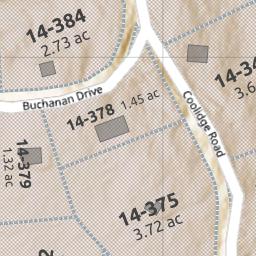 14-384
2.73 ac
Buchanan Drive
14-378
1.45 ac
Coolidge Road
14-379
1.32 ac
14-375
3.72 ac